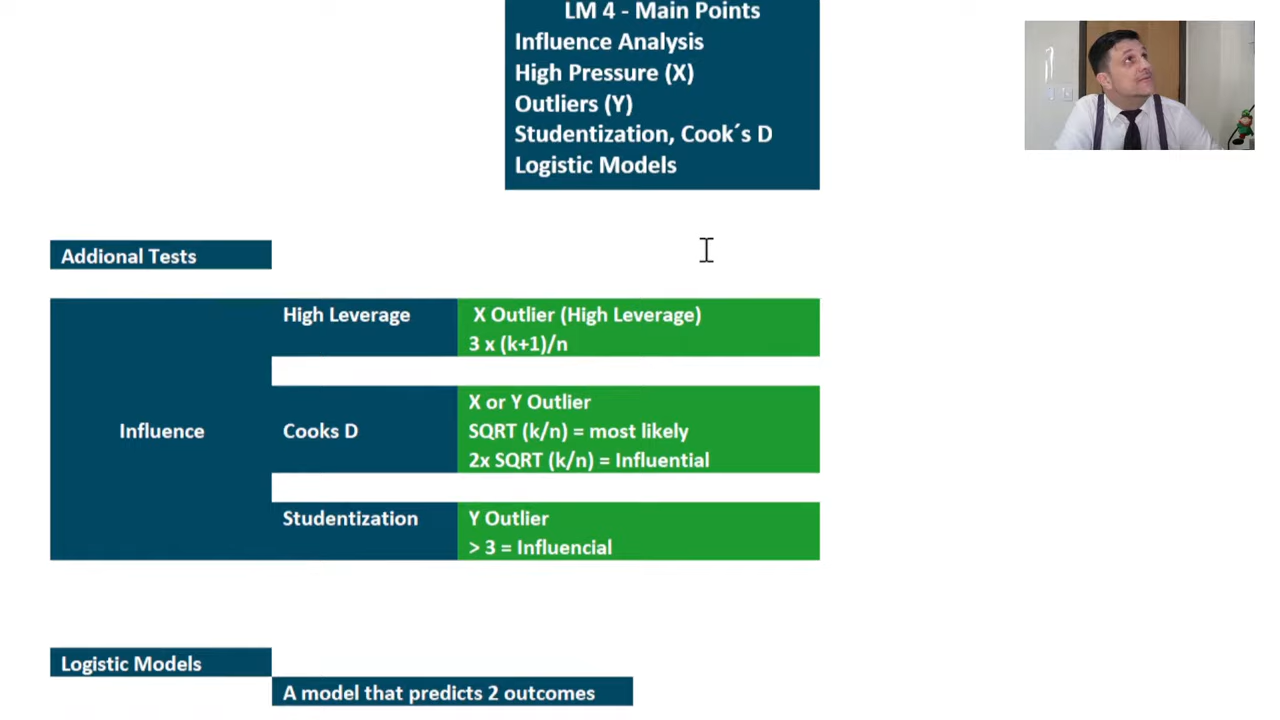 LM 4 - Main Points
Influence Analysis
High Pressure (X)
Outliers (Y)
Studentization, Cook´s D
Logistic Models
Addional Tests
Influence
High Leverage
X Outlier (High Leverage)
3 x (k+1)/n
Cooks D
X or Y Outlier
SQRT (k/n) = most likely
2x SQRT (k/n) = Influential
Studentization
Y Outlier
> 3 = Influencial
Logistic Models
A model that predicts 2 outcomes